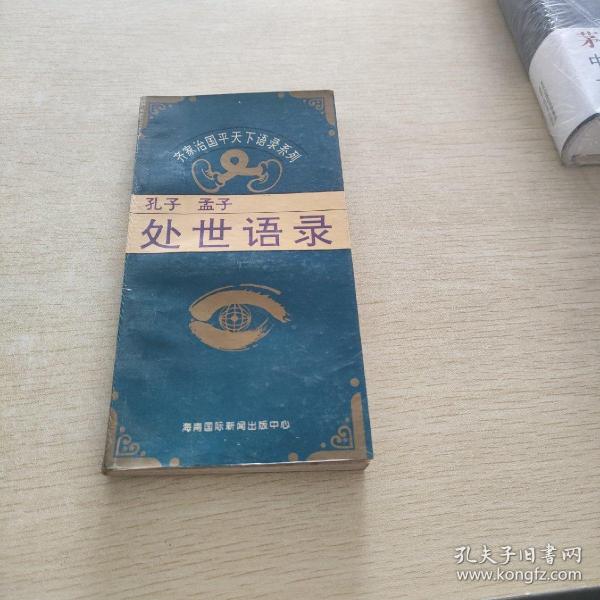 齐家治国平天下语录系列
孔子 孟子
处世语录
海南国际新闻出版中心
孔夫子旧书网
www.kongfz.com